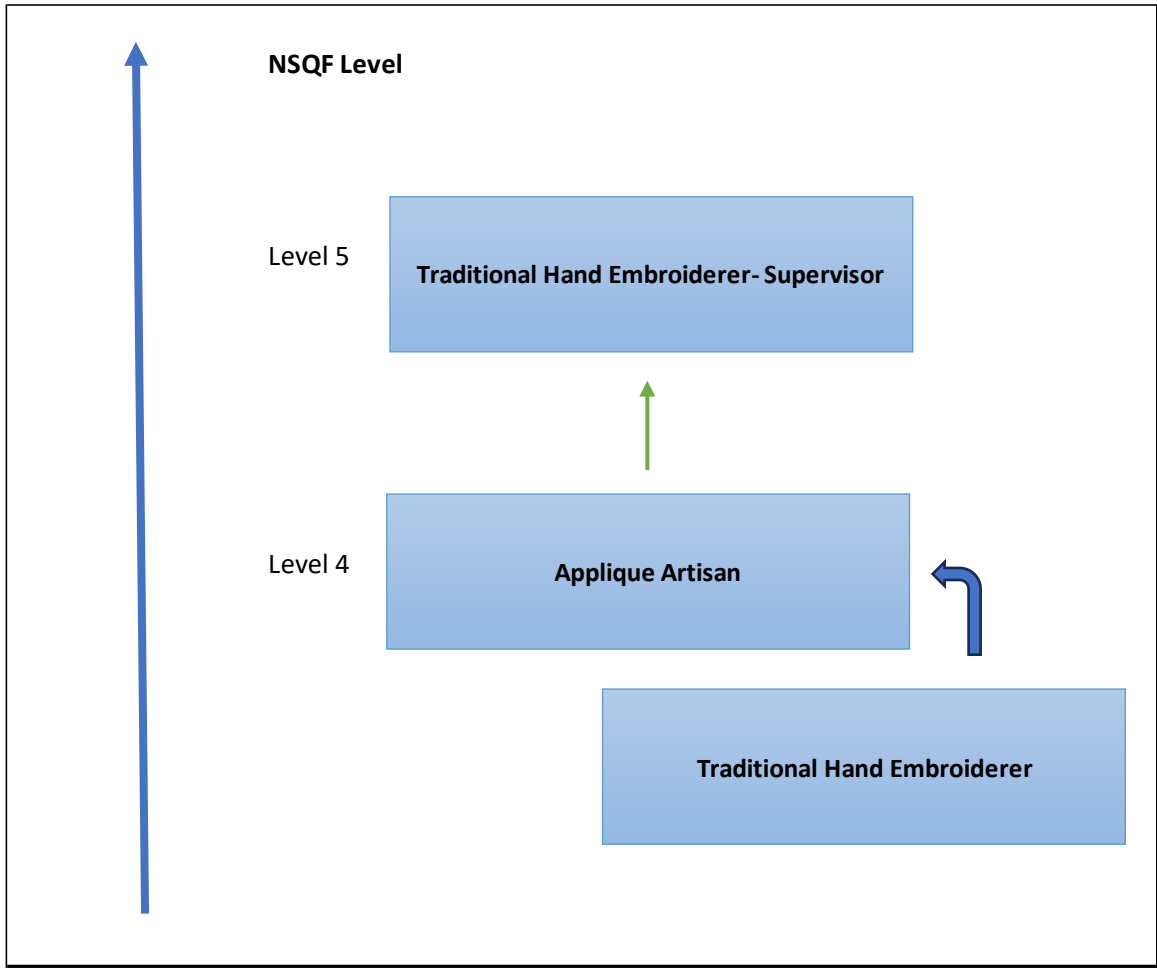 NSQF Level
Level 5
Traditional Hand Embroiderer- Supervisor
Level 4
Applique Artisan
Traditional Hand Embroiderer